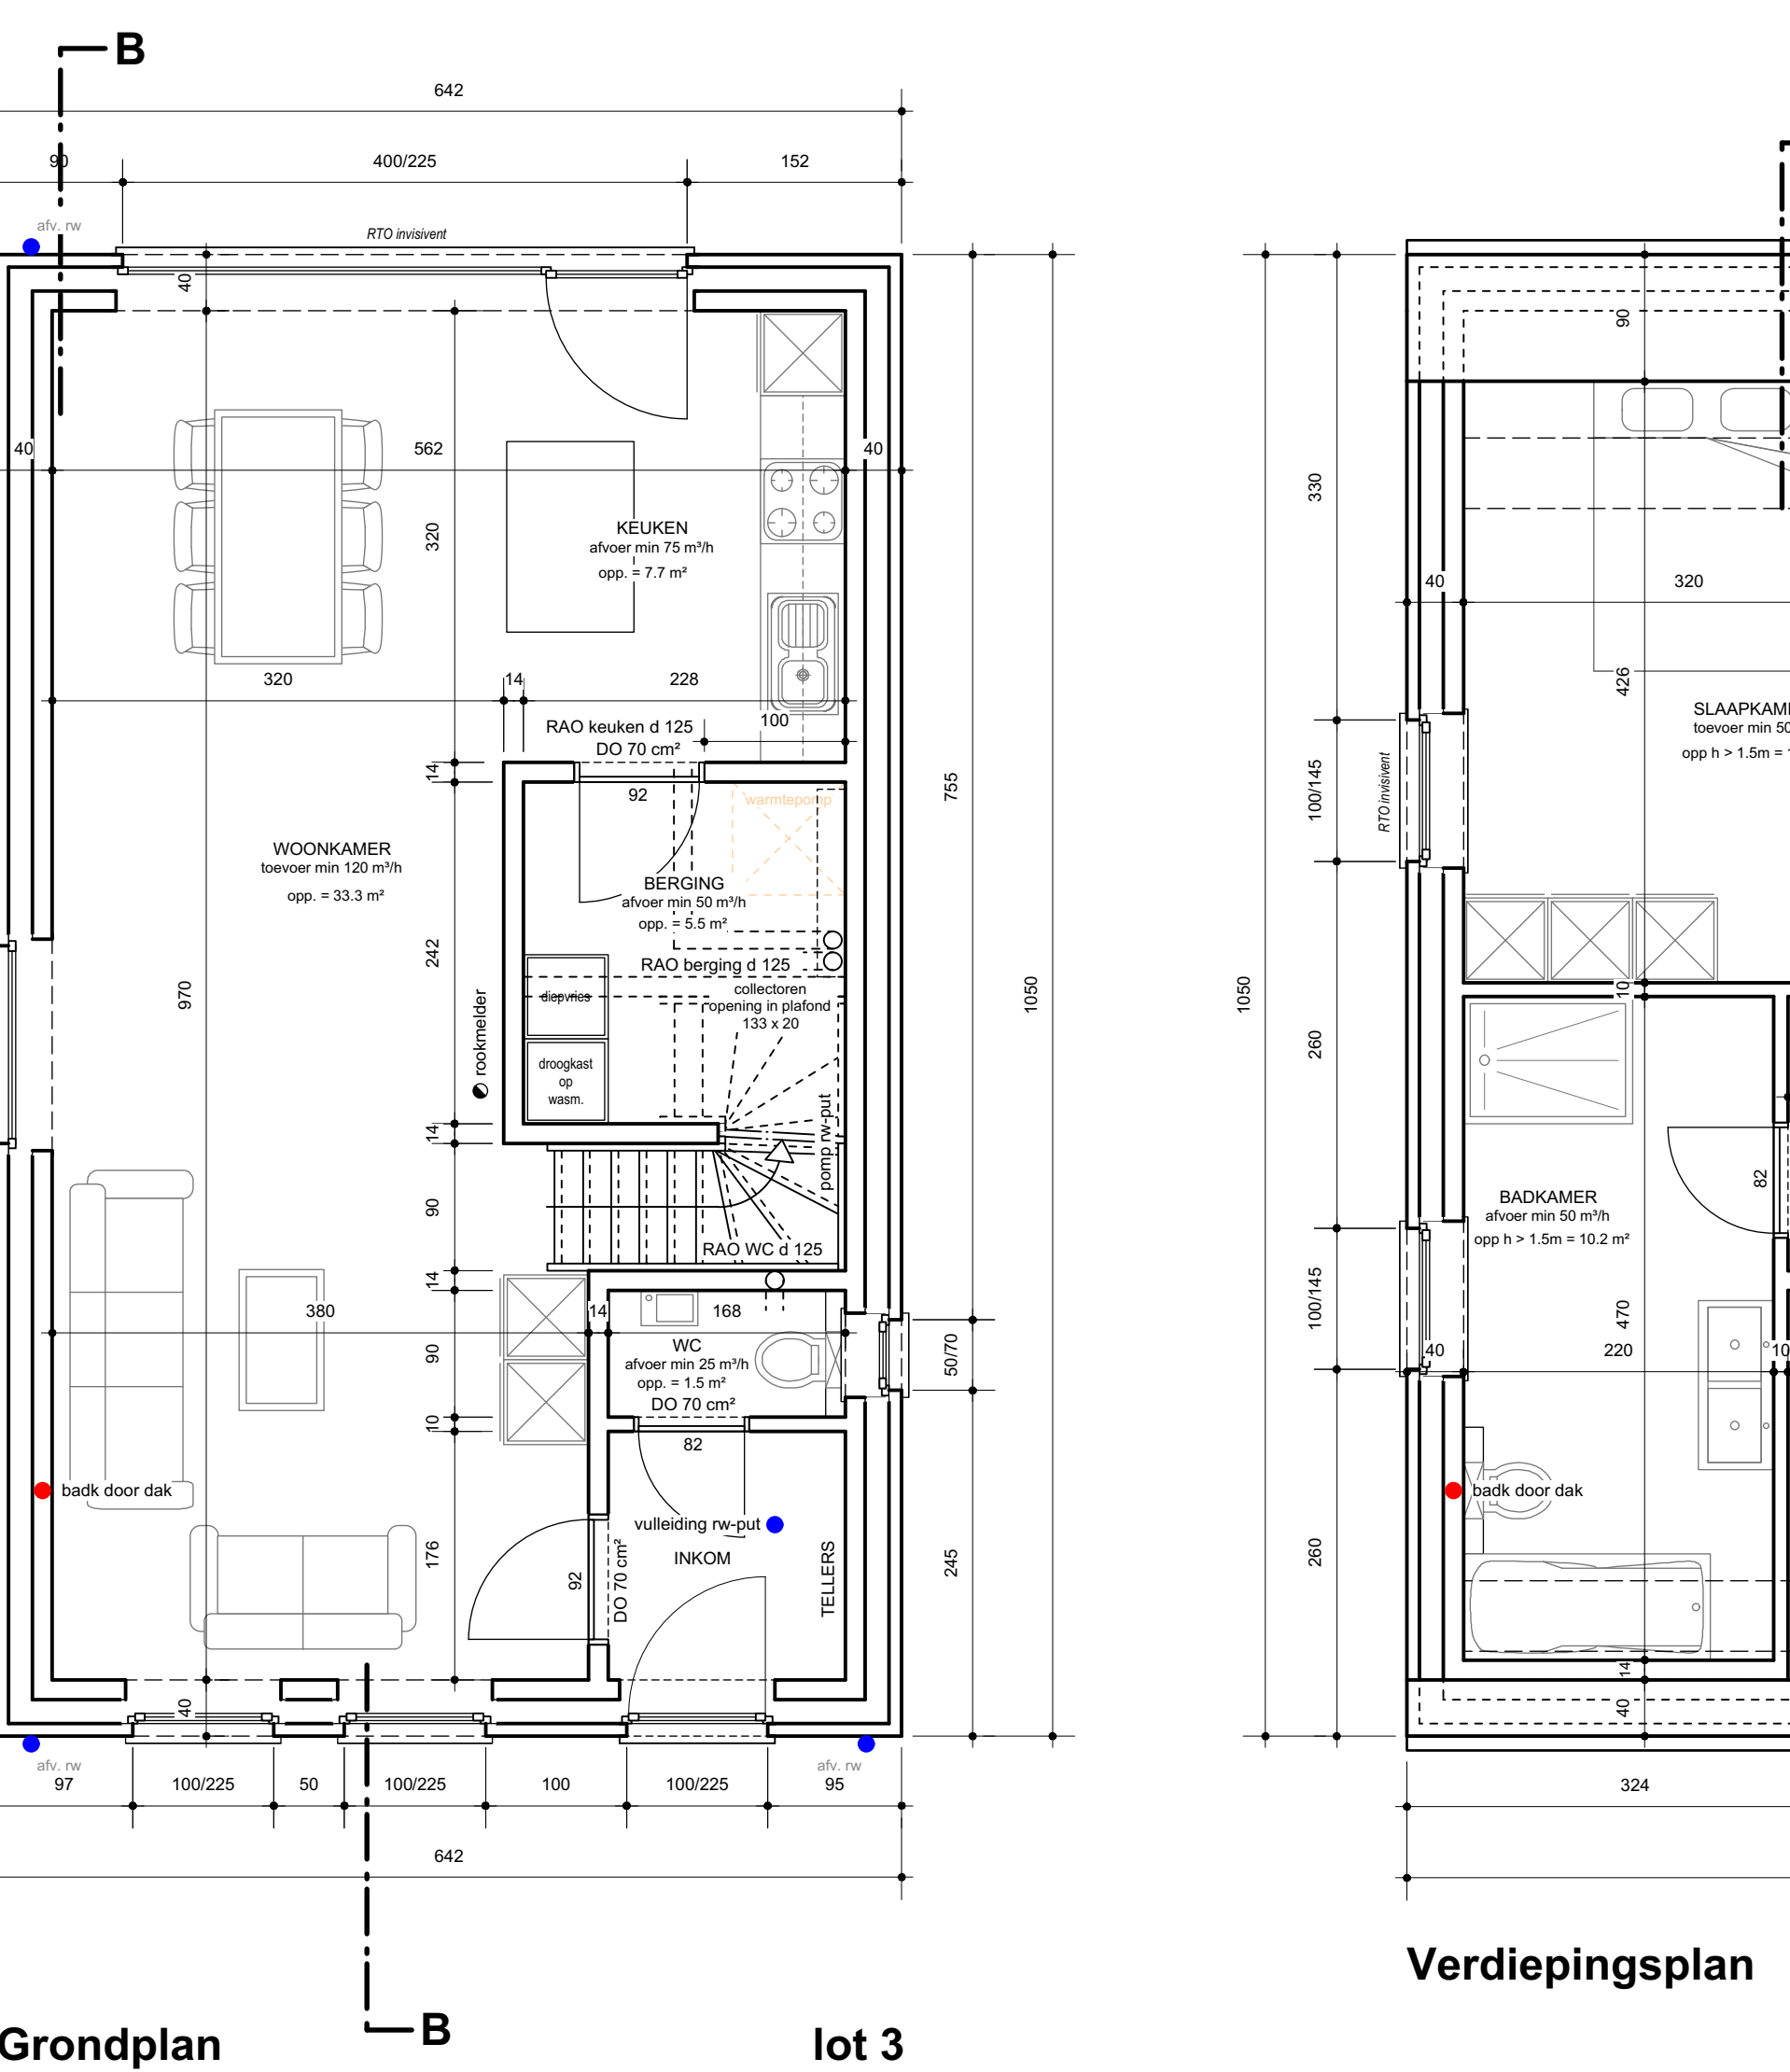 B
642
90
400/225
152
afv. rw
RTO invisivent
40
90
40
562
40
330
KEUKEN
afvoer min 75 m³/h
opp. = 7.7 m²
320
40
320
320
14
228
426
100
RAO keuken d 125
DO 70 cm²
SLAAPKAM
toevoer min 50
opp h > 1.5m = 1
14
92
warmtepomp
755
100/145
RTO invisivent
WOONKAMER
toevoer min 120 m³/h
opp. = 33.3 m²
BERGING
afvoer min 50 m³/h
opp. = 5.5 m²
242
RAO berging d 125
970
diepvries
collectoren
opening in plafond
133 x 20
1050
1050
10
rookmelder
260
droogkast
op
wasm.
14
pomp rw-put
82
90
BADKAMER
afvoer min 50 m³/h
opp h > 1.5m = 10.2 m²
RAO WC d 125
14
380
14
168
100/145
470
WC
afvoer min 25 m³/h
opp. = 1.5 m²
DO 70 cm²
90
50/70
40
220
10
10
82
badk door dak
badk door dak
vulleiding rw-put
INKOM
176
92
DO 70 cm²
TELLERS
245
260
14
40
40
afv. rw
afv. rw
97
100/225
50
100/225
100
100/225
95
324
642
Verdiepingsplan
B
Grondplan
lot 3